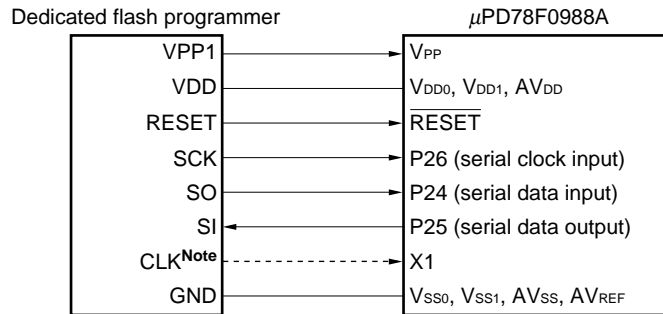 Dedicated flash programmer μPD78F0988A
VPP1 VPP
VDD VDD0, VDD1, AVDD
RESET RESET
SCK P26 (serial clock input)
SO P24 (serial data input)
SI P25 (serial data output)
CLKNote X1
GND VSS0, VSS1, AVSS, AVREF